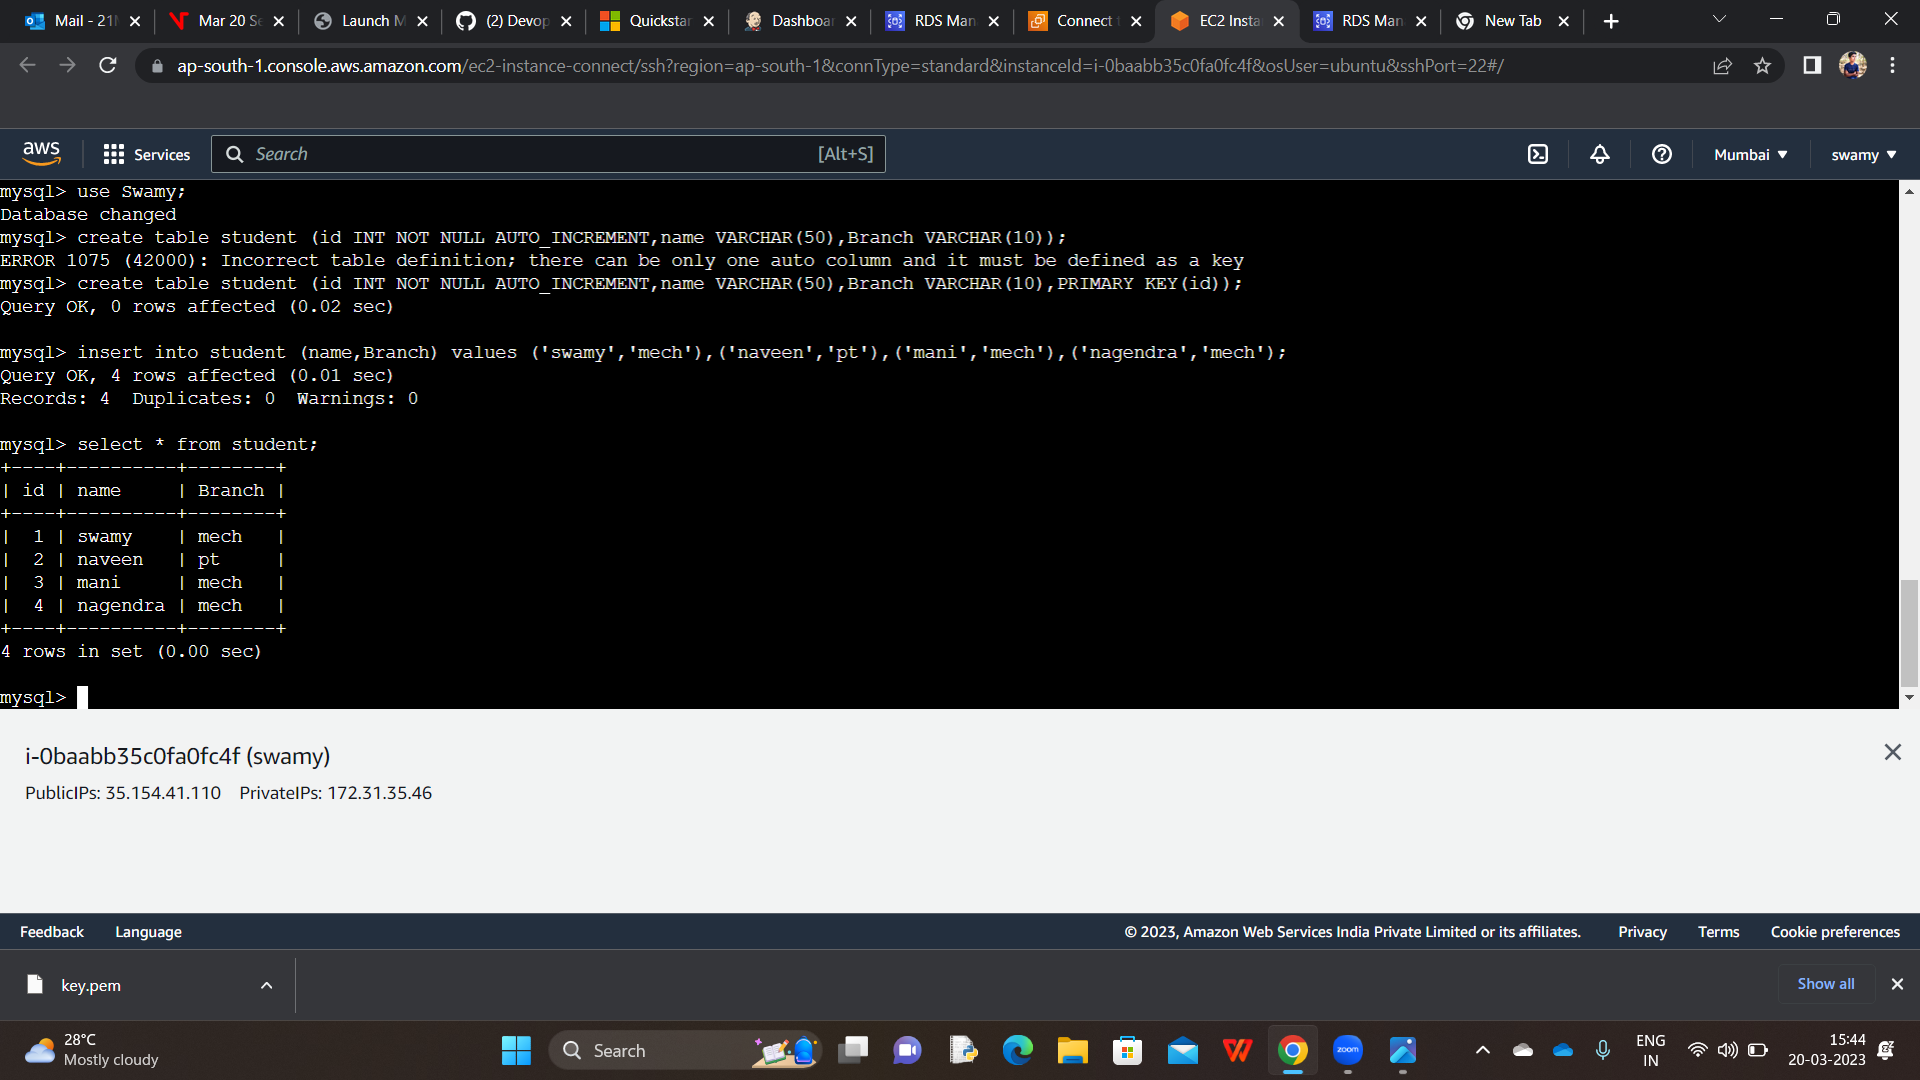 Mail - 21
Mar 20 Se
Launch M
(2) Devop
Quickstar
Dashboar
RDS Man
Connect
EC2 Insta
RDS Man
New Tab
ap-south-1.console.aws.amazon.com/ec2-instance-connect/ssh?region=ap-south-1&connType=standard&instanceId=i-0baabb35c0fa0fc4f&osUser=ubuntu&sshPort=22#/
aws Services Search [Alt+S] Mumbai swamy
mysql> use Swamy;
Database changed
mysql> create table student (id INT NOT NULL AUTO_INCREMENT,name VARCHAR(50),Branch VARCHAR(10));
ERROR 1075 (42000): Incorrect table definition; there can be only one auto column and it must be defined as a key
mysql> create table student (id INT NOT NULL AUTO_INCREMENT,name VARCHAR(50),Branch VARCHAR(10),PRIMARY KEY(id));
Query OK, 0 rows affected (0.02 sec)
mysql> insert into student (name,Branch) values ('swamy','mech'),('naveen','pt'),('mani','mech'),('nagendra','mech');
Query OK, 4 rows affected (0.01 sec)
Records: 4  Duplicates: 0  Warnings: 0
mysql> select * from student;
+----+----------+--------+
| id | name     | Branch |
+----+----------+--------+
|  1 | swamy    | mech   |
|  2 | naveen   | pt     |
|  3 | mani     | mech   |
|  4 | nagendra | mech   |
+----+----------+--------+
4 rows in set (0.00 sec)
mysql>
i-0baabb35c0fa0fc4f (swamy)
PublicIPs: 35.154.41.110 PrivateIPs: 172.31.35.46
Feedback Language © 2023, Amazon Web Services India Private Limited or its affiliates. Privacy Terms Cookie preferences
key.pem Show all
28°C
Mostly cloudy
Search
zoom
ENG
IN
15:44
20-03-2023